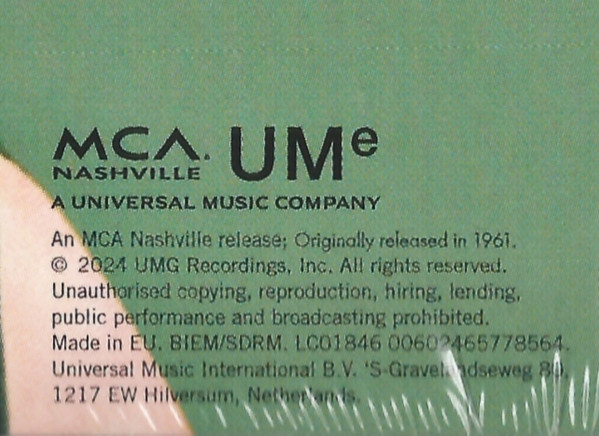 MCA. UMe
NASHVILLE
A UNIVERSAL MUSIC COMPANY
An MCA Nashville release; Originally released in 1961.
© 2024 UMG Recordings, Inc. All rights reserved.
Unauthorised copying, reproduction, hiring, lending,
public performance and broadcasting prohibited.
Made in EU. BIEM/SDRM. LC01846 00602465778564.
Universal Music International B.V. 'S-Gravelandseweg 80,
1217 EW Hilversum, Netherlands.